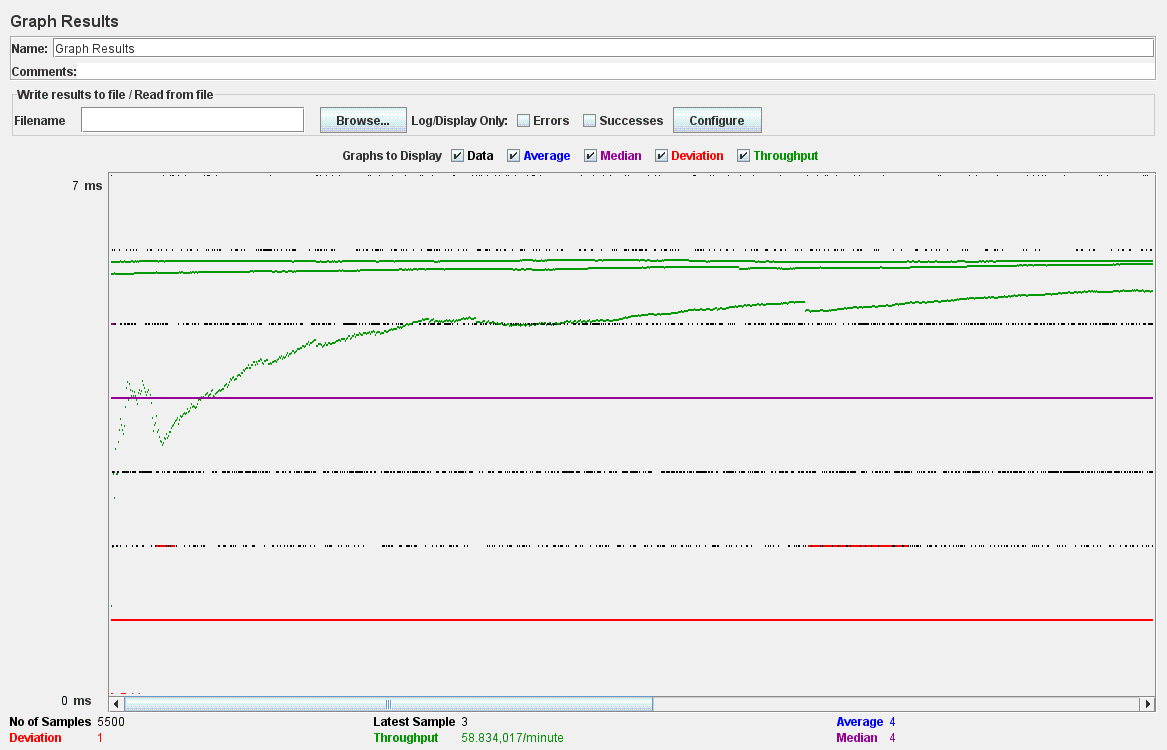 Graph Results
Name: Graph Results
Comments:
Write results to file / Read from file
Filename Browse... Log/Display Only: Errors Successes Configure
Graphs to Display Data Average Median Deviation Throughput
7 ms
0 ms
No of Samples 5500 Latest Sample 3 Average 4
Deviation 1 Throughput 58.834,017/minute Median 4